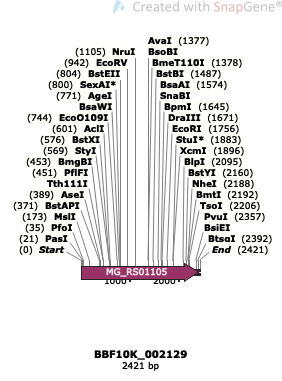 Created with SnapGene®
AvaI (1377)
(1105) NruI BsoBI
(942) EcoRV BmeT110I (1378)
(804) BstEII BstBI (1487)
(800) SexAI* BsaAI (1574)
(771) AgeI SnaBI
BsaWI BpmI (1645)
(744) EcoO109I DraIII (1671)
(601) AclI EcoRI (1756)
(576) BstXI StuI* (1883)
(569) StyI XcmI (1896)
(453) BmgBI BlpI (2095)
(451) PflFI BstYI (2160)
Tth111I NheI (2188)
(389) AseI BmtI (2192)
(371) BstAPI TsoI (2206)
(173) MslI PvuI (2357)
(35) PfoI BsiEI
(21) PasI BtsαI (2392)
(0) Start End (2421)
MG_RS01105
1000 2000
BBF10K_002129
2421 bp